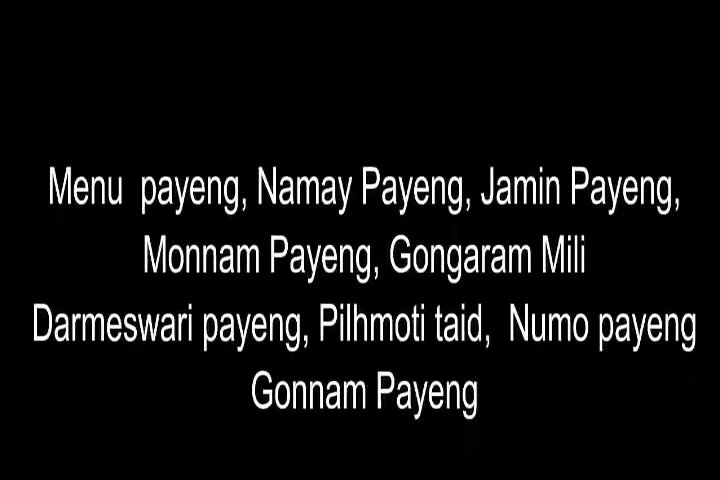 Menu  payeng, Namay Payeng, Jamin Payeng,
Monnam Payeng, Gongaram Mili
Darmeswari payeng, Pilhmoti taid,  Numo payeng
Gonnam Payeng